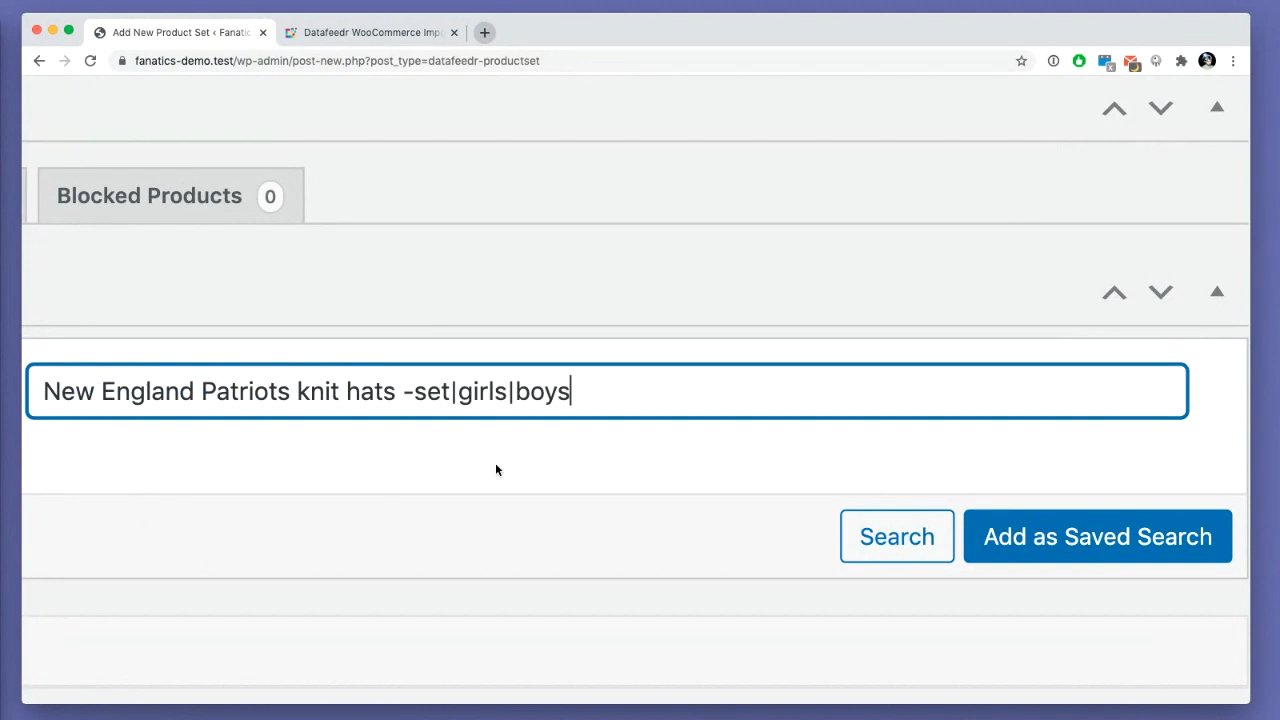 Add New Product Set ‹ Fanatic
Datafeedr WooCommerce Imp
fanatics-demo.test/wp-admin/post-new.php?post_type=datafeedr-productset
Blocked Products 0
New England Patriots knit hats -set|girls|boys
Search
Add as Saved Search